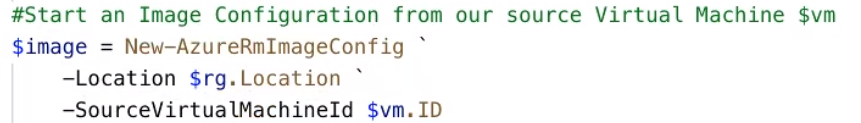 #Start an Image Configuration from our source Virtual Machine $vm
$image = New-AzureRmImageConfig `
    -Location $rg.Location `
    -SourceVirtualMachineId $vm.ID